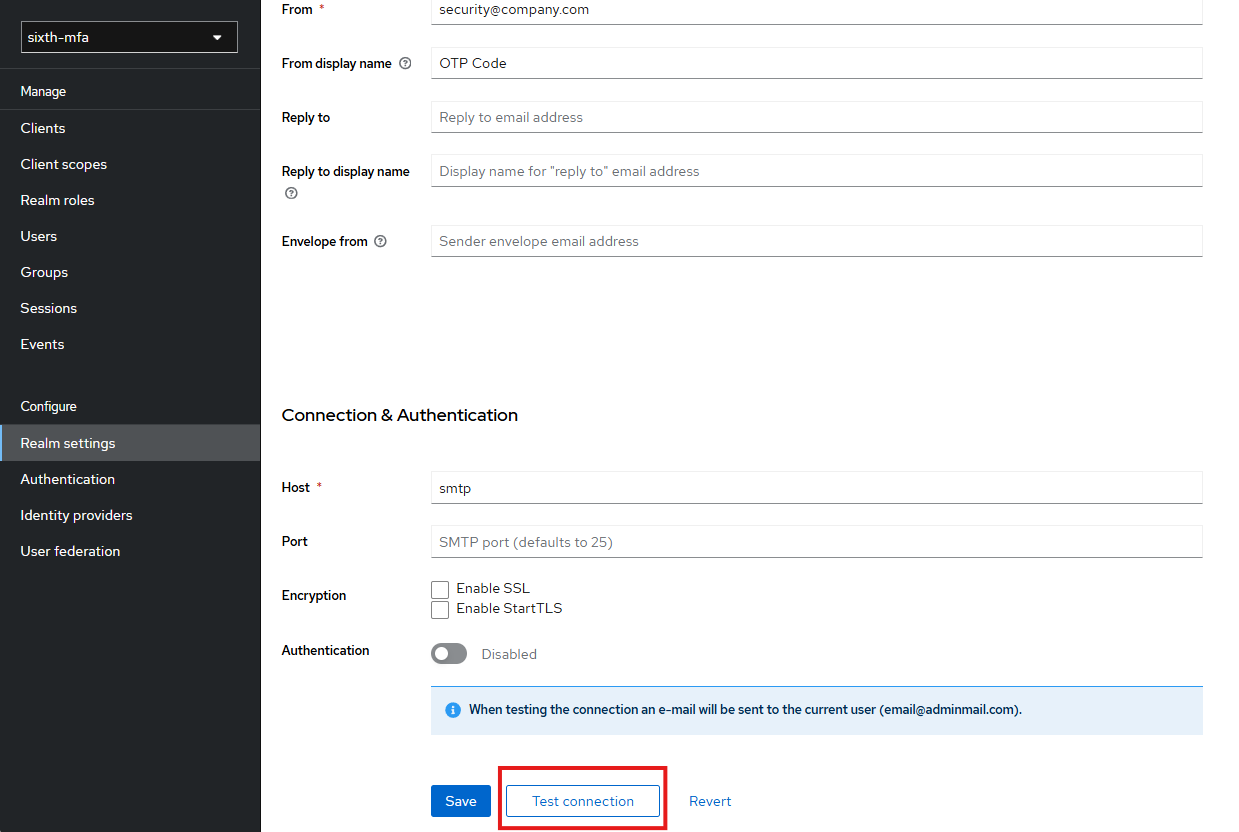 sixth-mfa
Manage
Clients
Client scopes
Realm roles
Users
Groups
Sessions
Events
Configure
Realm settings
Authentication
Identity providers
User federation
From *
security@company.com
From display name
OTP Code
Reply to
Reply to email address
Reply to display name
Display name for "reply to" email address
Envelope from
Sender envelope email address
Connection & Authentication
Host *
smtp
Port
SMTP port (defaults to 25)
Encryption
Enable SSL
Enable StartTLS
Authentication
Disabled
When testing the connection an e-mail will be sent to the current user (email@adminmail.com).
Save
Test connection
Revert